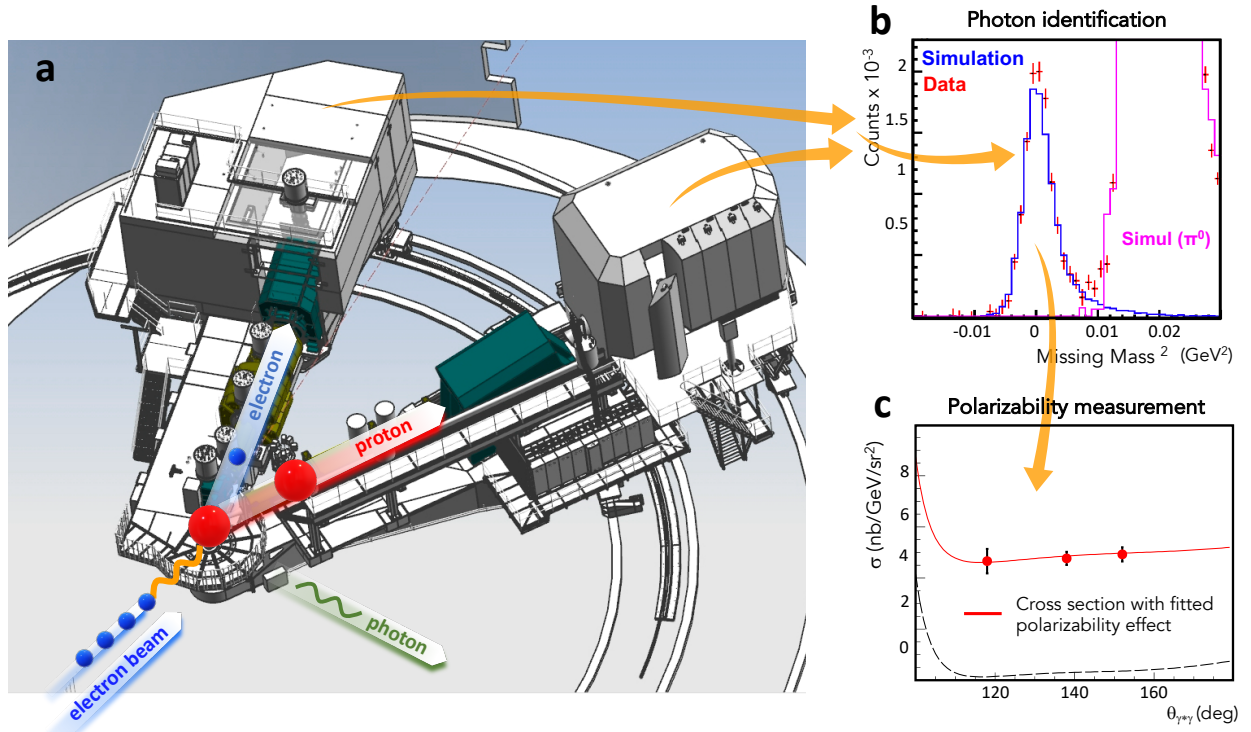 a
electron
proton
photon
electron beam
b
Photon identification
Counts x 10⁻³
Simulation
Data
Simul (π⁰)
2
1.5
1
0.5
-0.01
0
0.01
0.02
Missing Mass ² (GeV²)
c
Polarizability measurement
σ (nb/GeV/sr²)
8
6
4
2
0
Cross section with fitted
polarizability effect
120
140
160
θγ*γ (deg)